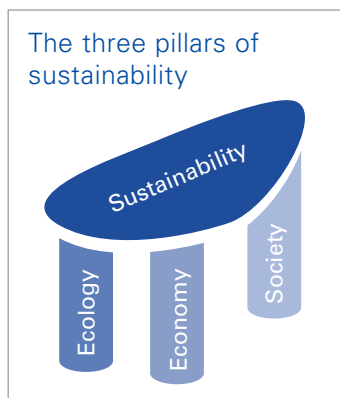 The three pillars of
sustainability
Sustainability
Ecology
Economy
Society